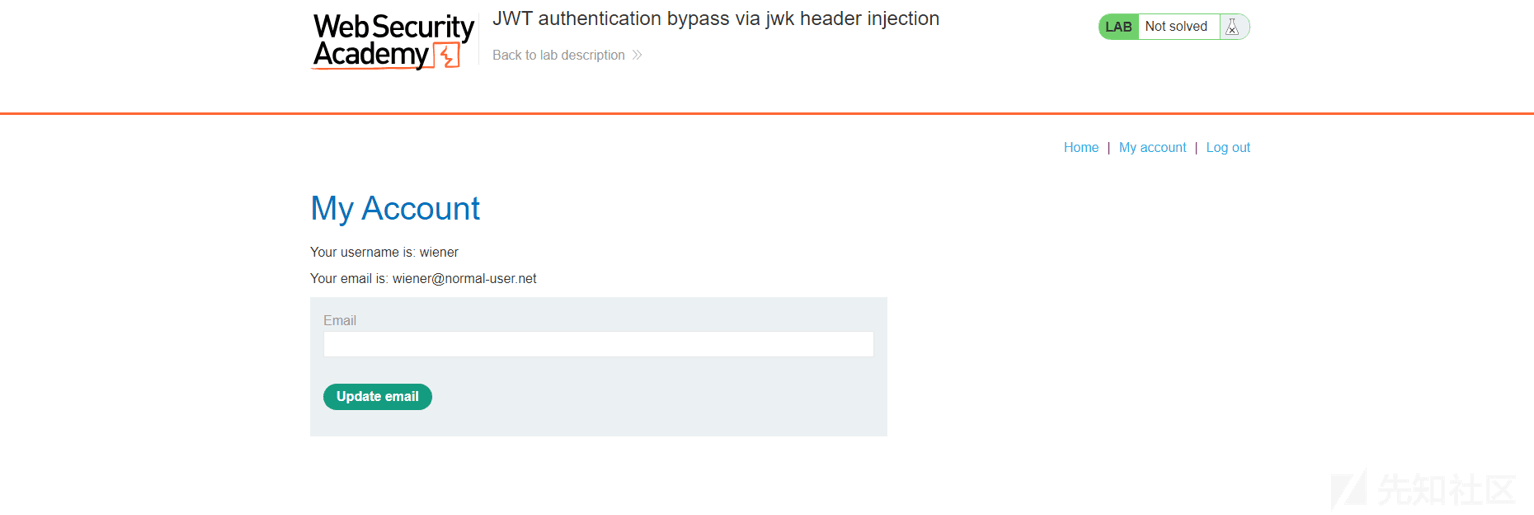 Web Security
Academy
JWT authentication bypass via jwk header injection
Back to lab description
LAB Not solved
Home | My account | Log out
My Account
Your username is: wiener
Your email is: wiener@normal-user.net
Email
Update email
先知社区